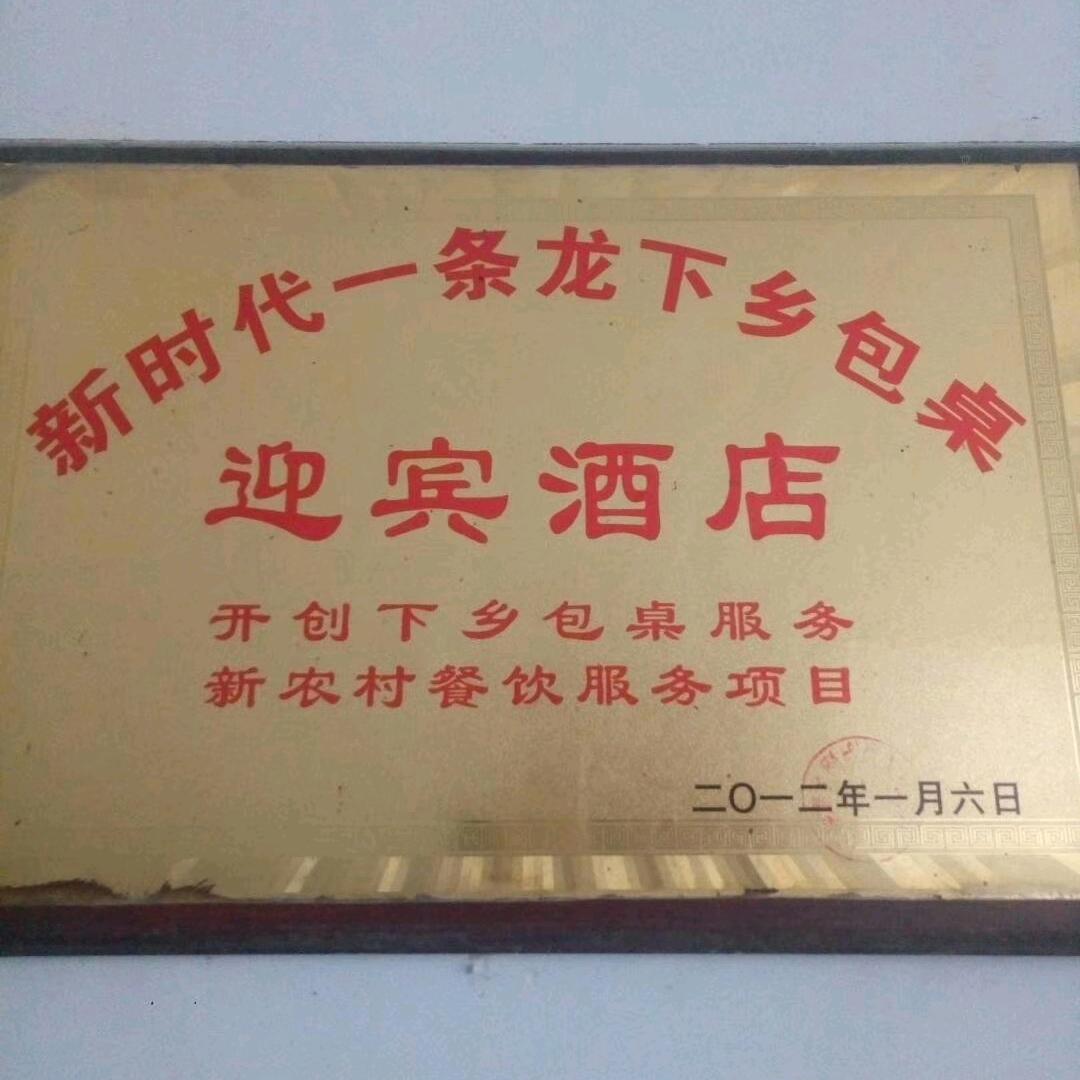 新时代一条龙下乡包桌
迎宾酒店
开创下乡包桌服务
新农村餐饮服务项目
二〇一二年一月六日